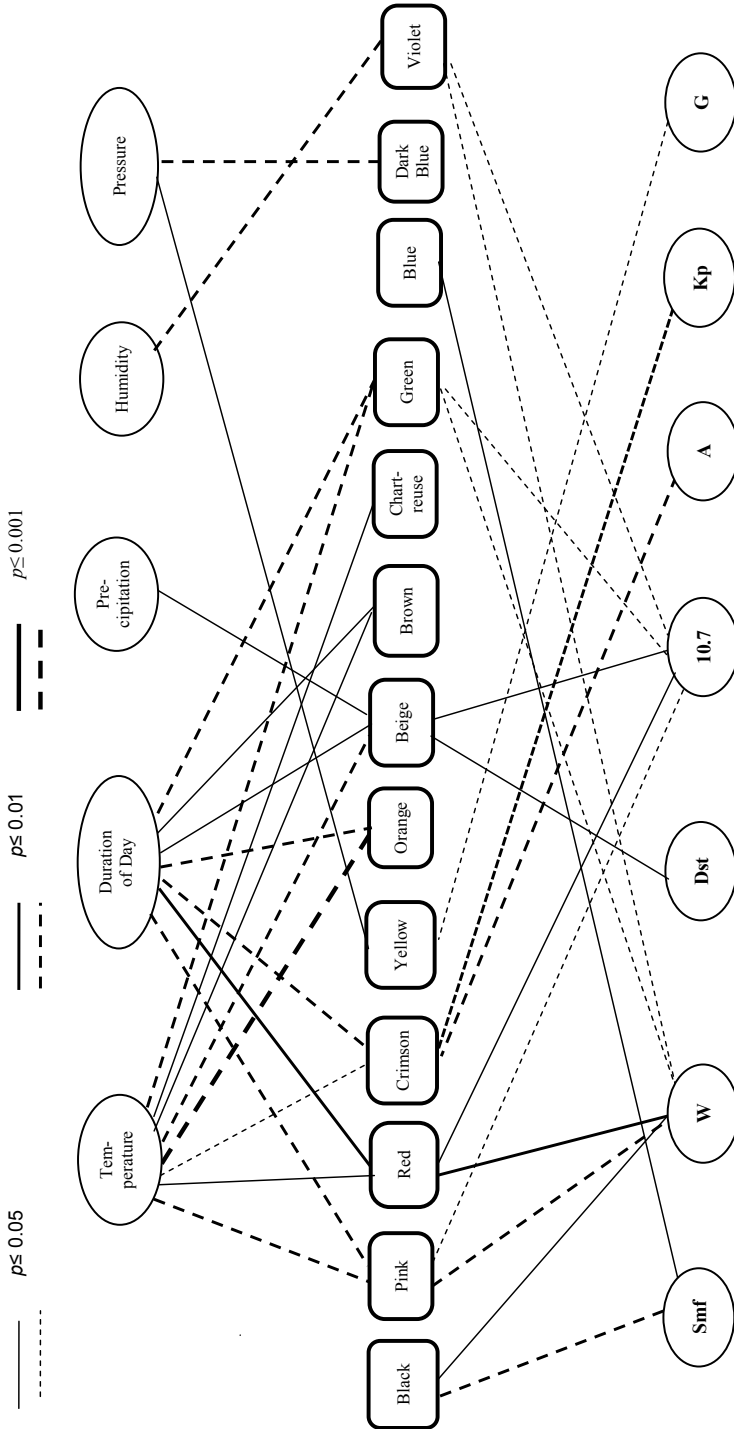 p≤ 0.05
p≤ 0.01
p≤ 0.001
Tem-
perature
Duration
of Day
Pre-
cipitation
Humidity
Pressure
Black
Pink
Red
Crimson
Yellow
Orange
Beige
Brown
Chart-
reuse
Green
Blue
Dark
Blue
Violet
Smf
W
Dst
10.7
A
Kp
G